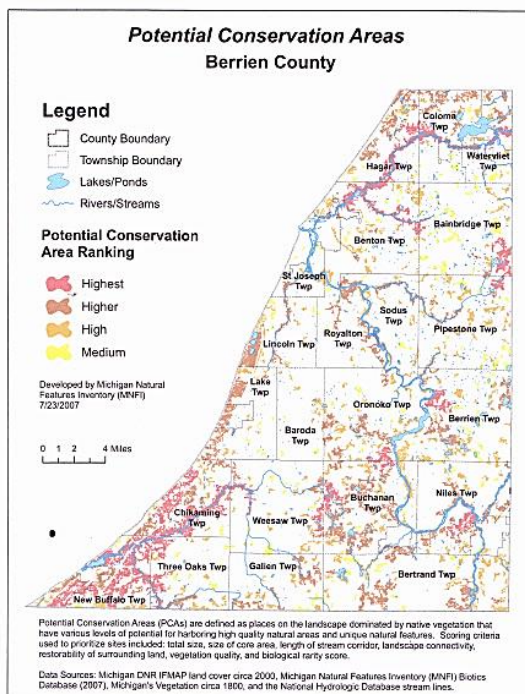 Potential Conservation Areas
Berrien County
Legend
County Boundary
Township Boundary
Lakes/Ponds
Rivers/Streams
Potential Conservation
Area Ranking
Highest
Higher
High
Medium
Developed by Michigan Natural
Features Inventory (MNFI)
7/23/2007
0 1 2 4 Miles
Coloma
Twp
Watervliet
Twp
Hagar Twp
Bainbridge Twp
Benton Twp
St Joseph
Twp
Sodus
Twp
Pipestone Twp
Royalton
Twp
Lincoln Twp
Lake
Twp
Oronoko Twp
Berrien Twp
Baroda
Twp
Buchanan
Twp
Niles Twp
Chikaming
Twp
Weesaw Twp
Three Oaks Twp
Galien Twp
Bertrand Twp
New Buffalo Twp
Potential Conservation Areas (PCAs) are defined as places on the landscape dominated by native vegetation that
have various levels of potential for harboring high quality natural areas and unique natural features. Scoring criteria
used to prioritize sites included: total size, size of core area, length of stream corridor, landscape connectivity,
restorability of surrounding land, vegetation quality, and biological rarity score.
Data Sources: Michigan DNR IFMAP land cover circa 2000, Michigan Natural Features Inventory (MNFI) Biotics
Database (2007), Michigan's Vegetation circa 1800, and the National Hydrologic Database stream lines.